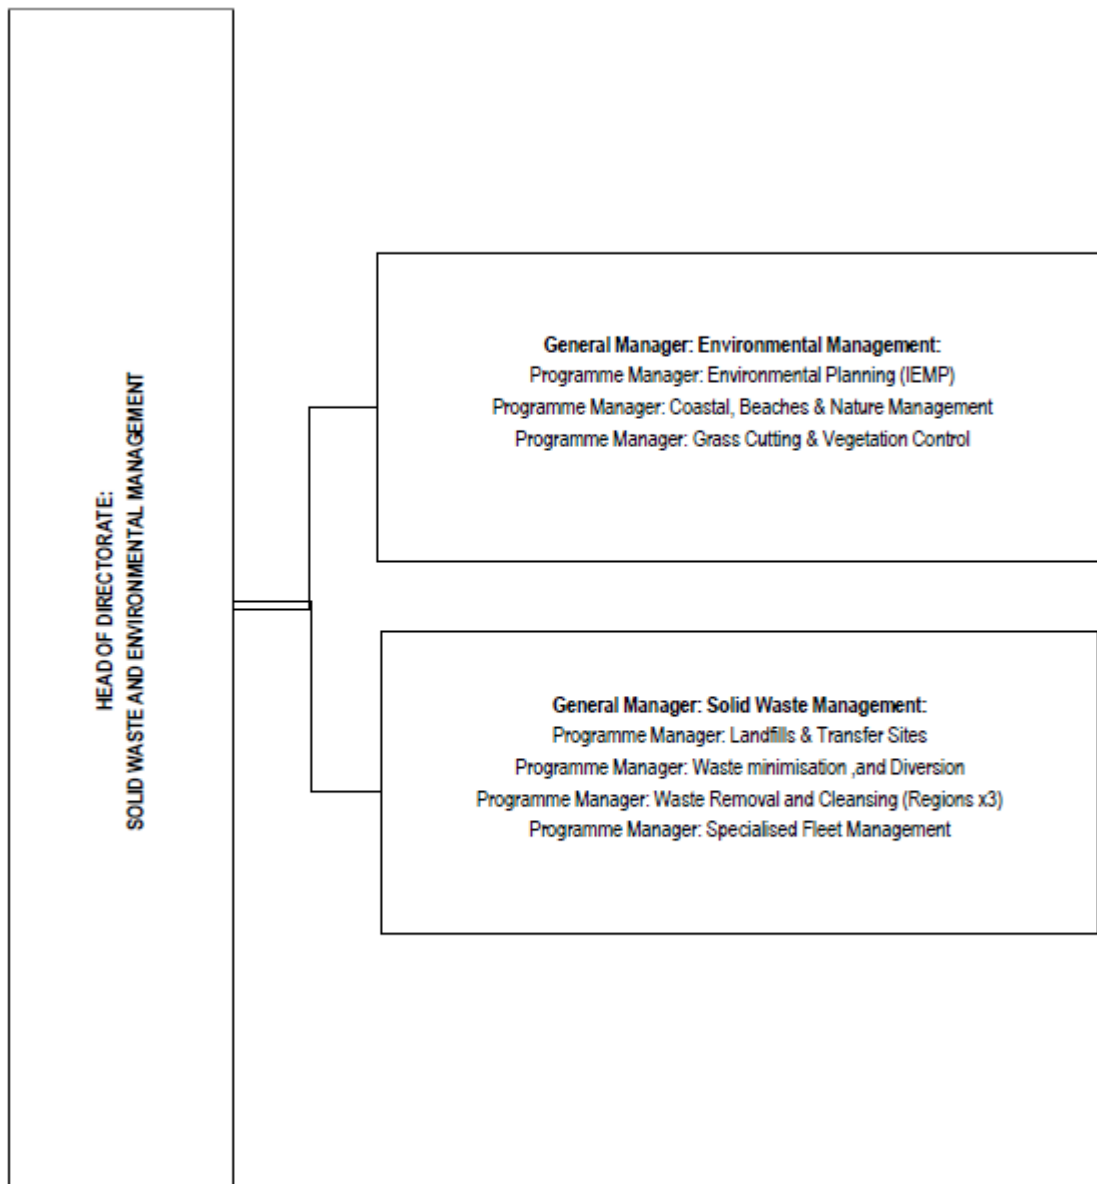 HEAD OF DIRECTORATE:
SOLID WASTE AND ENVIRONMENTAL MANAGEMENT
General Manager: Environmental Management:
Programme Manager: Environmental Planning (IEMP)
Programme Manager: Coastal, Beaches & Nature Management
Programme Manager: Grass Cutting & Vegetation Control
General Manager: Solid Waste Management:
Programme Manager: Landfills & Transfer Sites
Programme Manager: Waste minimisation ,and Diversion
Programme Manager: Waste Removal and Cleansing (Regions x3)
Programme Manager: Specialised Fleet Management